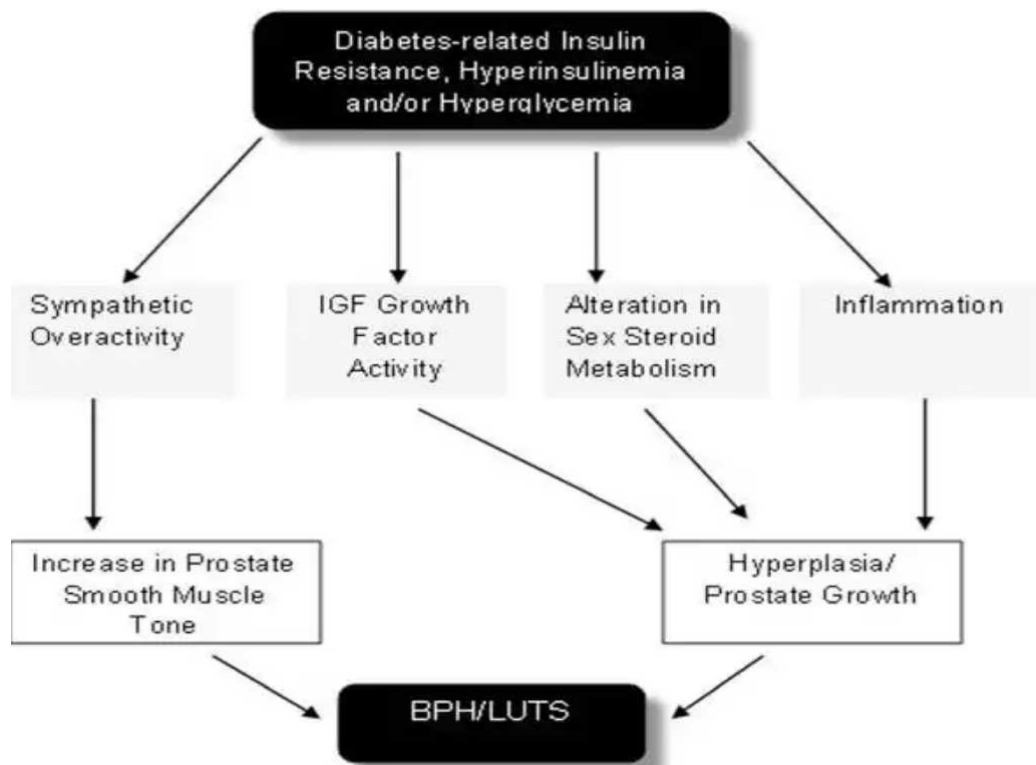 Diabetes-related Insulin
Resistance, Hyperinsulinemia
and/or Hyperglycemia
Sympathetic
Overactivity
IGF Growth
Factor
Activity
Alteration in
Sex Steroid
Metabolism
Inflammation
Increase in Prostate
Smooth Muscle
Tone
Hyperplasia/
Prostate Growth
BPH/LUTS